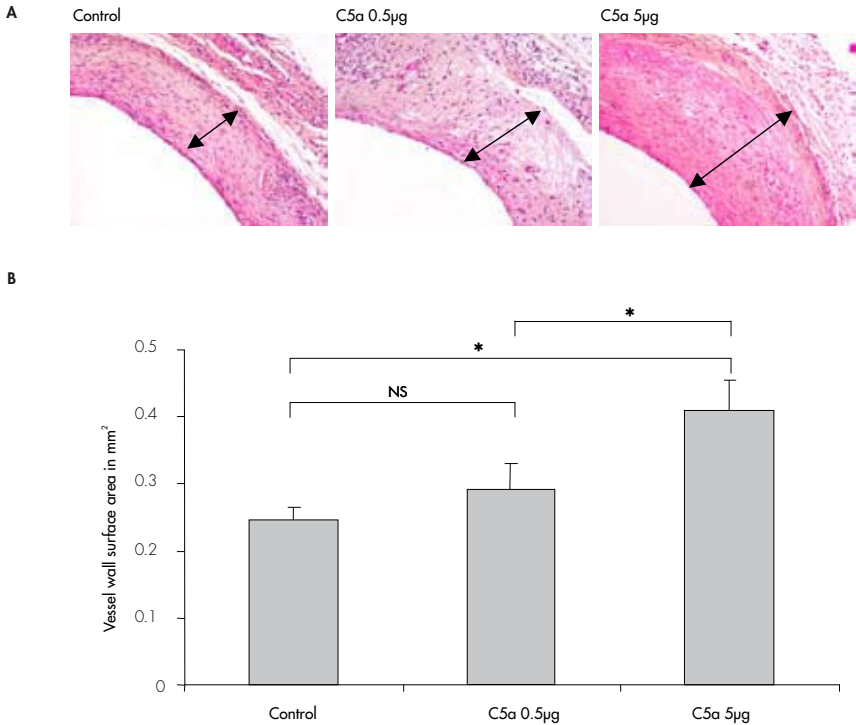 A
Control
C5a 0.5µg
C5a 5µg
B
*
*
NS
0.5
0.4
0.3
0.2
0.1
0
Vessel wall surface area in mm²
Control
C5a 0.5µg
C5a 5µg